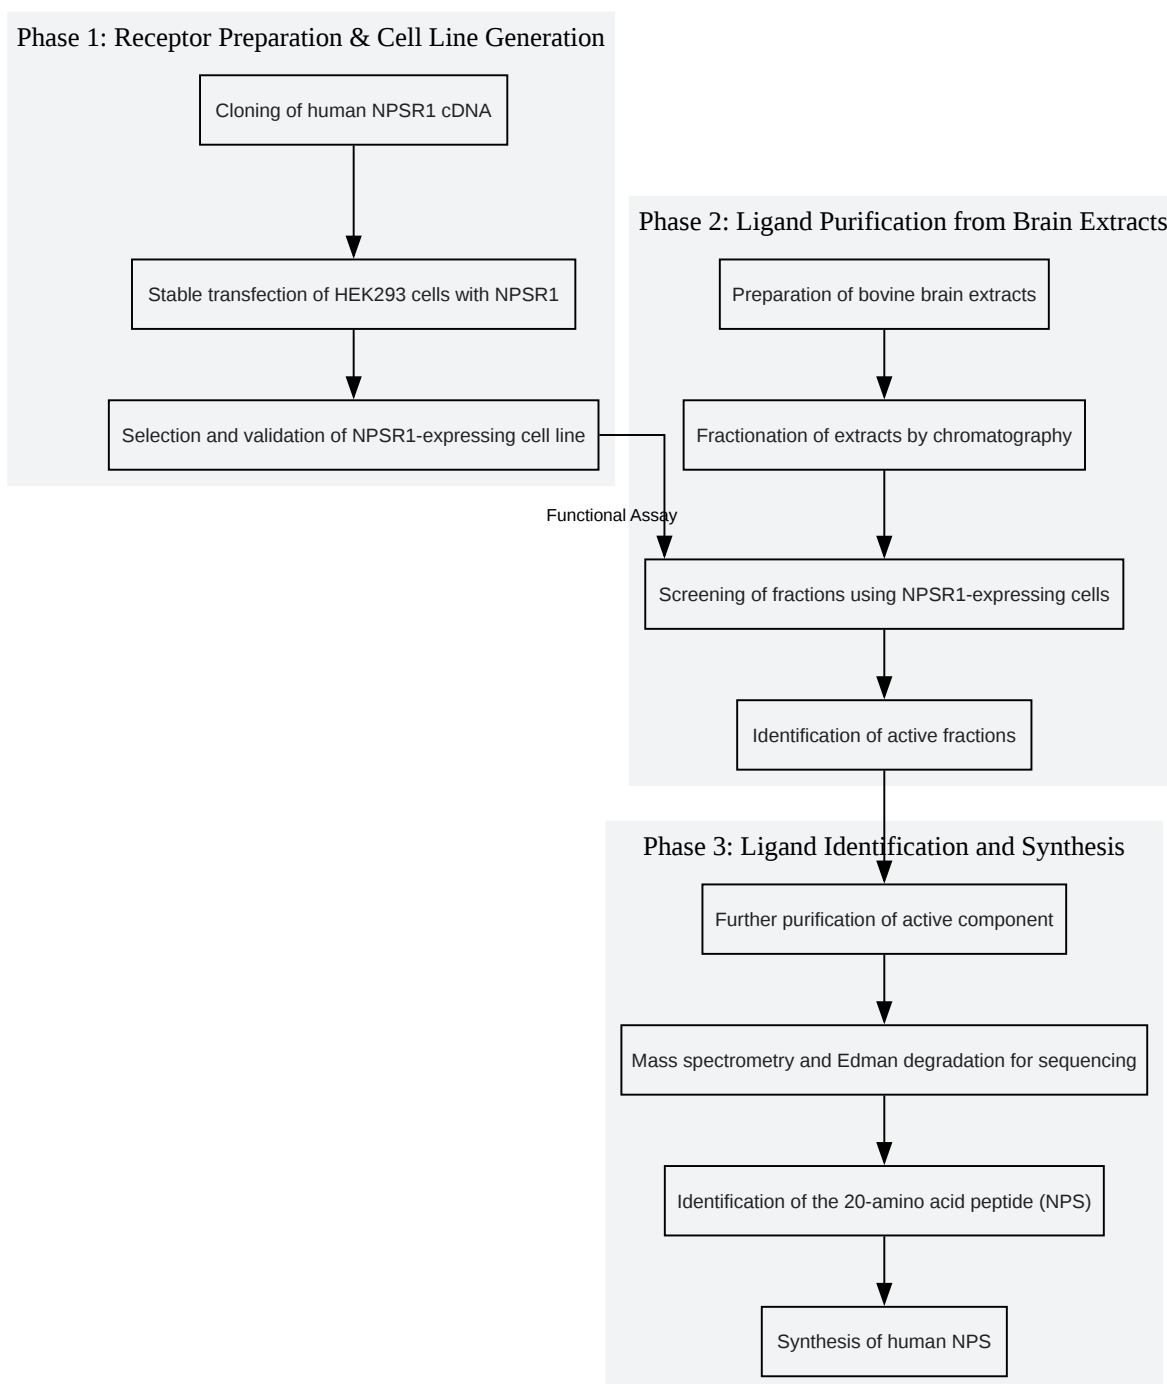 Phase 1: Receptor Preparation & Cell Line Generation
Cloning of human NPSR1 cDNA
Stable transfection of HEK293 cells with NPSR1
Selection and validation of NPSR1-expressing cell line
Functional Assay
Phase 2: Ligand Purification from Brain Extracts
Preparation of bovine brain extracts
Fractionation of extracts by chromatography
Screening of fractions using NPSR1-expressing cells
Identification of active fractions
Phase 3: Ligand Identification and Synthesis
Further purification of active component
Mass spectrometry and Edman degradation for sequencing
Identification of the 20-amino acid peptide (NPS)
Synthesis of human NPS